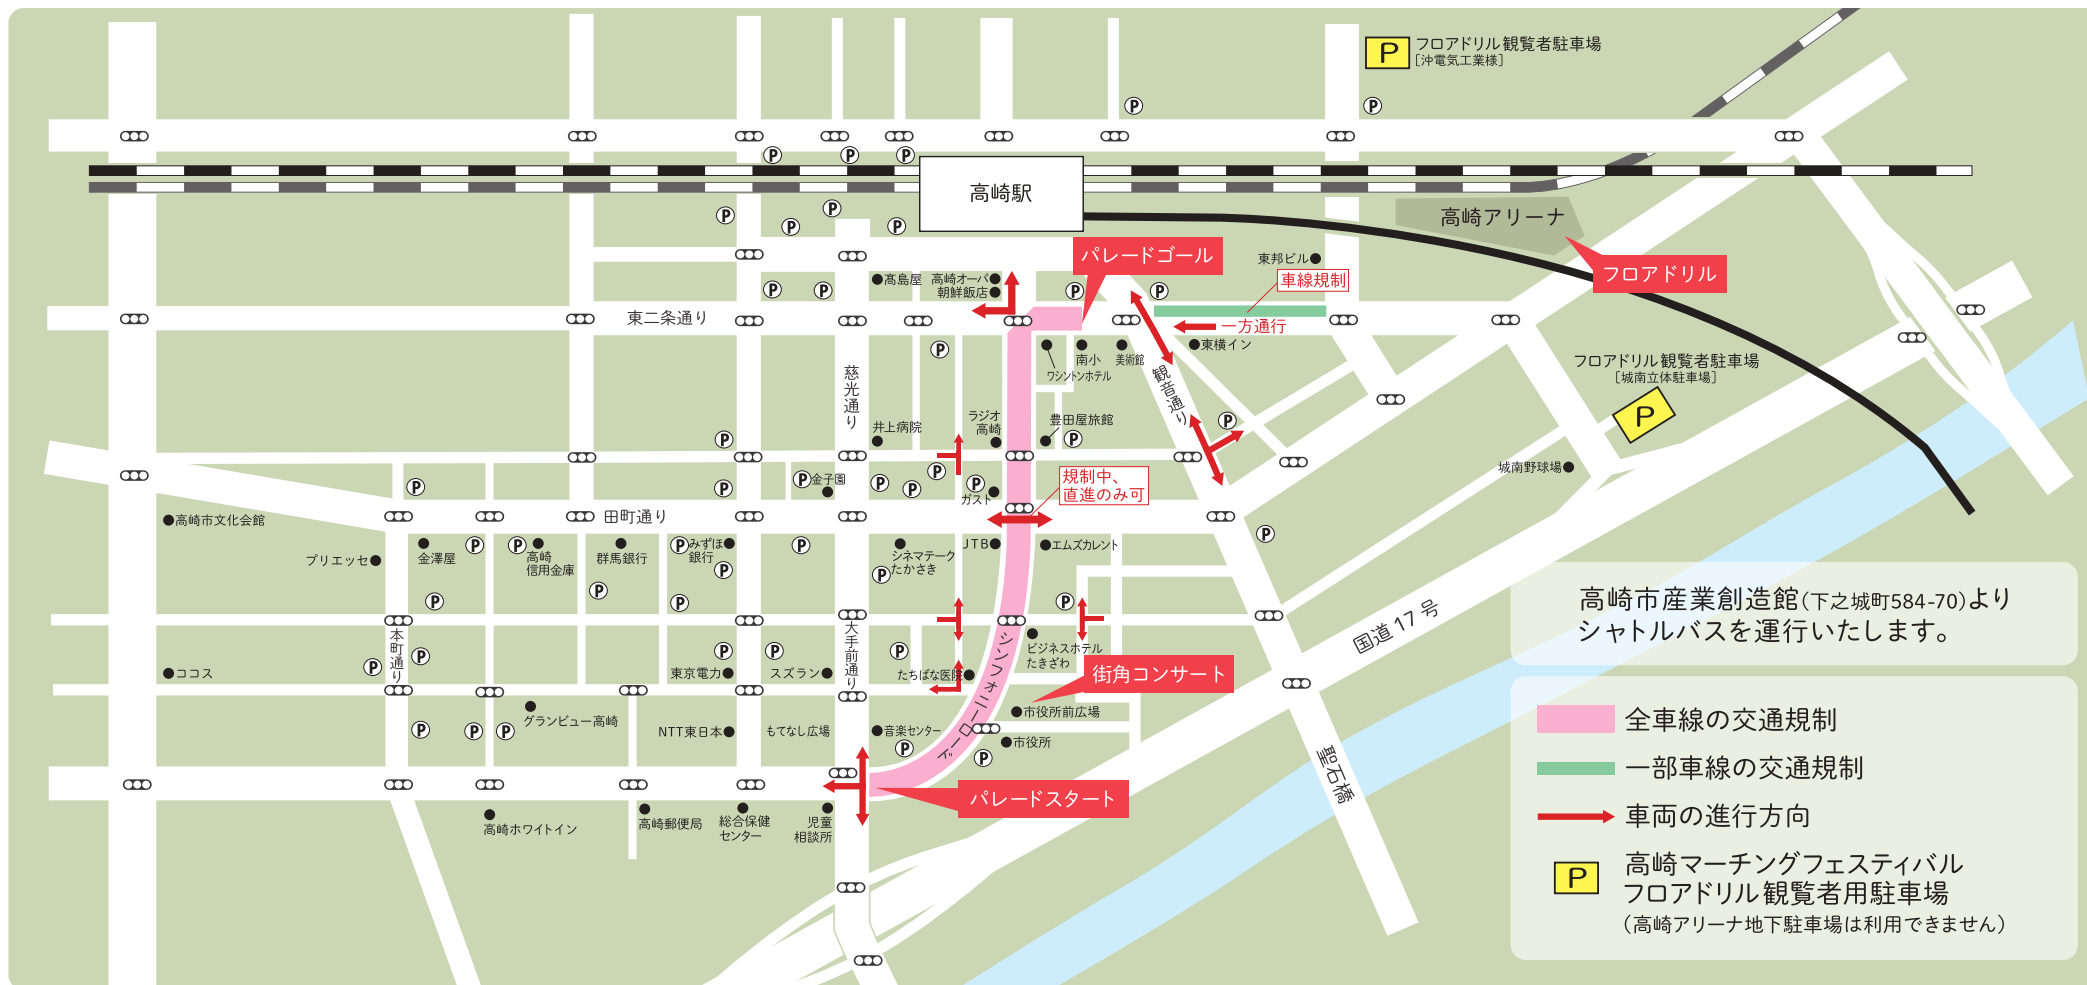 P
フロアドリル観覧者駐車場
[沖電気工業様]
高崎駅
高崎アリーナ
パレードゴール
フロアドリル
東邦ビル
車線規制
髙島屋
高崎オーパ
朝鮮飯店
東二条通り
一方通行
ワシントンホテル
南小
美術館
東横イン
フロアドリル観覧者駐車場
[城南立体駐車場]
P
慈光通り
観音通り
井上病院
ラジオ
高崎
豊田屋旅館
城南野球場
金子園
ガスト
規制中、
直進のみ可
高崎市文化会館
田町通り
プリエッセ
金澤屋
高崎
信用金庫
群馬銀行
みずほ
銀行
シネマテーク
たかさき
JTB
エムズカレント
高崎市産業創造館(下之城町584-70)より
シャトルバスを運行いたします。
国道17号
本町通り
大手前通り
シンフォニーロード
ビジネスホテル
たきざわ
ココス
東京電力
スズラン
たちばな医院
街角コンサート
グランビュー高崎
NTT東日本
もてなし広場
音楽センター
市役所前広場
市役所
聖石橋
パレードスタート
高崎ホワイトイン
高崎郵便局
総合保健
センター
児童
相談所
全車線の交通規制
一部車線の交通規制
車両の進行方向
P
高崎マーチングフェスティバル
フロアドリル観覧者用駐車場
(高崎アリーナ地下駐車場は利用できません)